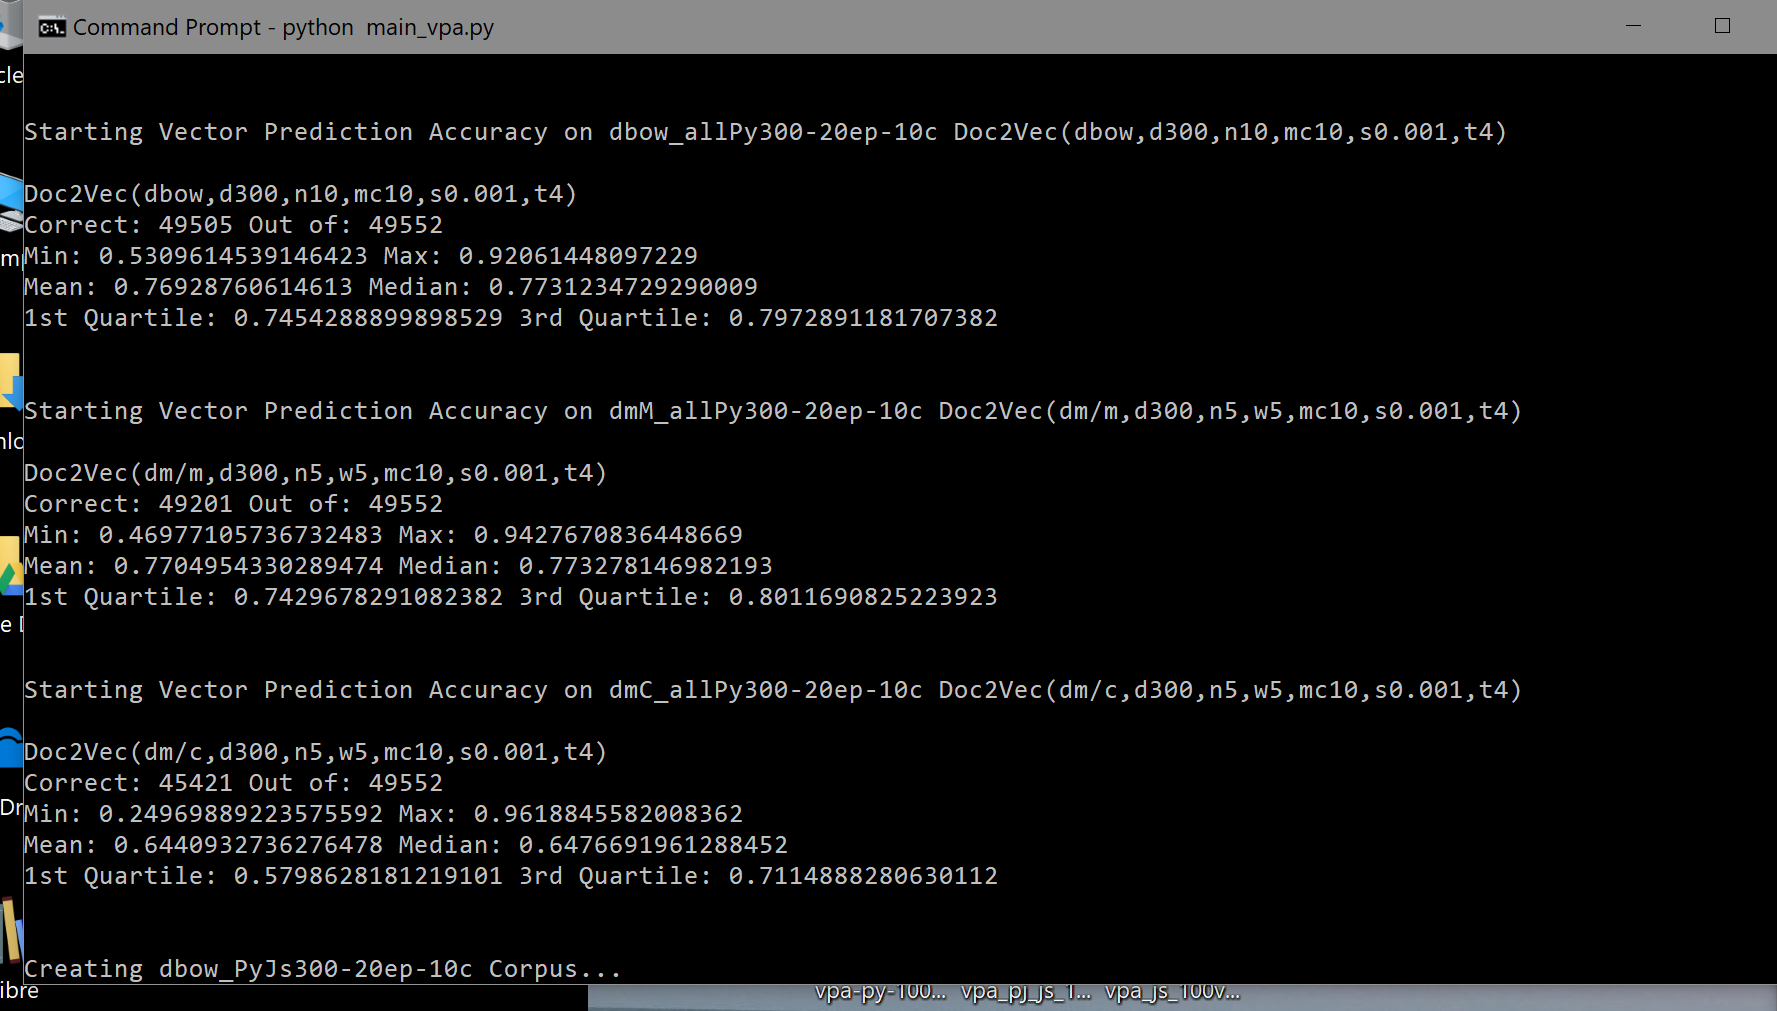 Command Prompt - python  main_vpa.py
Starting Vector Prediction Accuracy on dbow_allPy300-20ep-10c Doc2Vec(dbow,d300,n10,mc10,s0.001,t4)
Doc2Vec(dbow,d300,n10,mc10,s0.001,t4)
Correct: 49505 Out of: 49552
Min: 0.5309614539146423 Max: 0.92061448097229
Mean: 0.76928760614613 Median: 0.7731234729290009
1st Quartile: 0.7454288899898529 3rd Quartile: 0.7972891181707382
Starting Vector Prediction Accuracy on dmM_allPy300-20ep-10c Doc2Vec(dm/m,d300,n5,w5,mc10,s0.001,t4)
Doc2Vec(dm/m,d300,n5,w5,mc10,s0.001,t4)
Correct: 49201 Out of: 49552
Min: 0.46977105736732483 Max: 0.9427670836448669
Mean: 0.7704954330289474 Median: 0.773278146982193
1st Quartile: 0.7429678291082382 3rd Quartile: 0.8011690825223923
Starting Vector Prediction Accuracy on dmC_allPy300-20ep-10c Doc2Vec(dm/c,d300,n5,w5,mc10,s0.001,t4)
Doc2Vec(dm/c,d300,n5,w5,mc10,s0.001,t4)
Correct: 45421 Out of: 49552
Min: 0.24969889223575592 Max: 0.9618845582008362
Mean: 0.6440932736276478 Median: 0.6476691961288452
1st Quartile: 0.5798628181219101 3rd Quartile: 0.7114888280630112
Creating dbow_PyJs300-20ep-10c Corpus...
ibre
vpa-py-100... vpa_pj_js_1... vpa_js_100v...